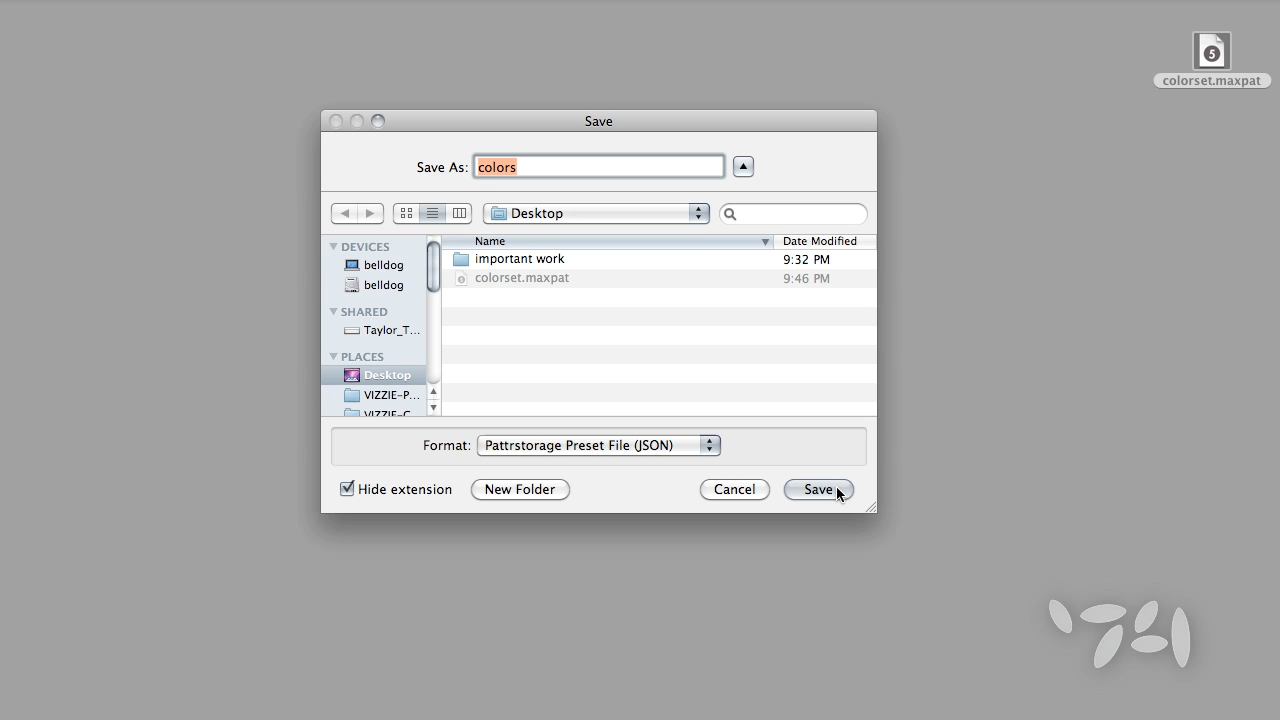 colorset.maxpat
Save
Save As: colors
Desktop
Name Date Modified
DEVICES
belldog
belldog
SHARED
Taylor_T...
PLACES
Desktop
VIZZIE-P...
VIZZIE-C
important work 9:32 PM
colorset.maxpat 9:46 PM
Format: Pattrstorage Preset File (JSON)
Hide extension New Folder Cancel Save